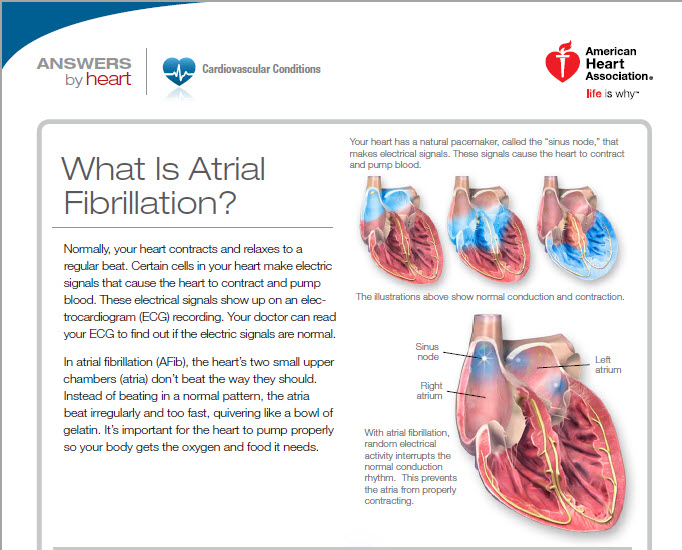 ANSWERS
by heart
Cardiovascular Conditions
American
Heart
Association®
life is why™
What Is Atrial
Fibrillation?
Normally, your heart contracts and relaxes to a
regular beat. Certain cells in your heart make electric
signals that cause the heart to contract and pump
blood. These electrical signals show up on an elec-
trocardiogram (ECG) recording. Your doctor can read
your ECG to find out if the electric signals are normal.
In atrial fibrillation (AFib), the heart's two small upper
chambers (atria) don't beat the way they should.
Instead of beating in a normal pattern, the atria
beat irregularly and too fast, quivering like a bowl of
gelatin. It's important for the heart to pump properly
so your body gets the oxygen and food it needs.
Your heart has a natural pacemaker, called the "sinus node," that
makes electrical signals. These signals cause the heart to contract
and pump blood.
The illustrations above show normal conduction and contraction.
Sinus
node
Left
atrium
Right
atrium
With atrial fibrillation,
random electrical
activity interrupts the
normal conduction
rhythm. This prevents
the atria from properly
contracting.